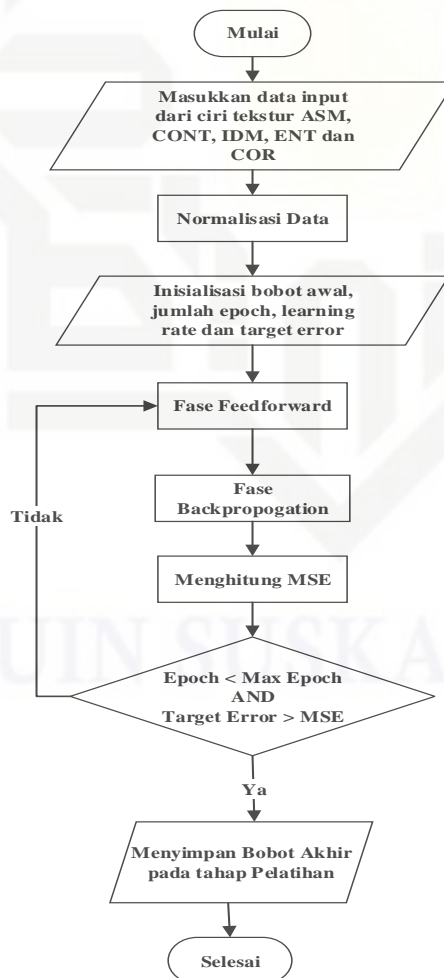 Mulai
Masukkan data input
dari ciri tekstur ASM,
CONT, IDM, ENT dan
COR
Normalisasi Data
Inisialisasi bobot awal,
jumlah epoch, learning
rate dan target error
Fase Feedforward
Fase
Backpropogation
Tidak
Menghitung MSE
UIN SUSKA
Epoch < Max Epoch
AND
Target Error > MSE
Ya
Menyimpan Bobot Akhir
pada tahap Pelatihan
Selesai